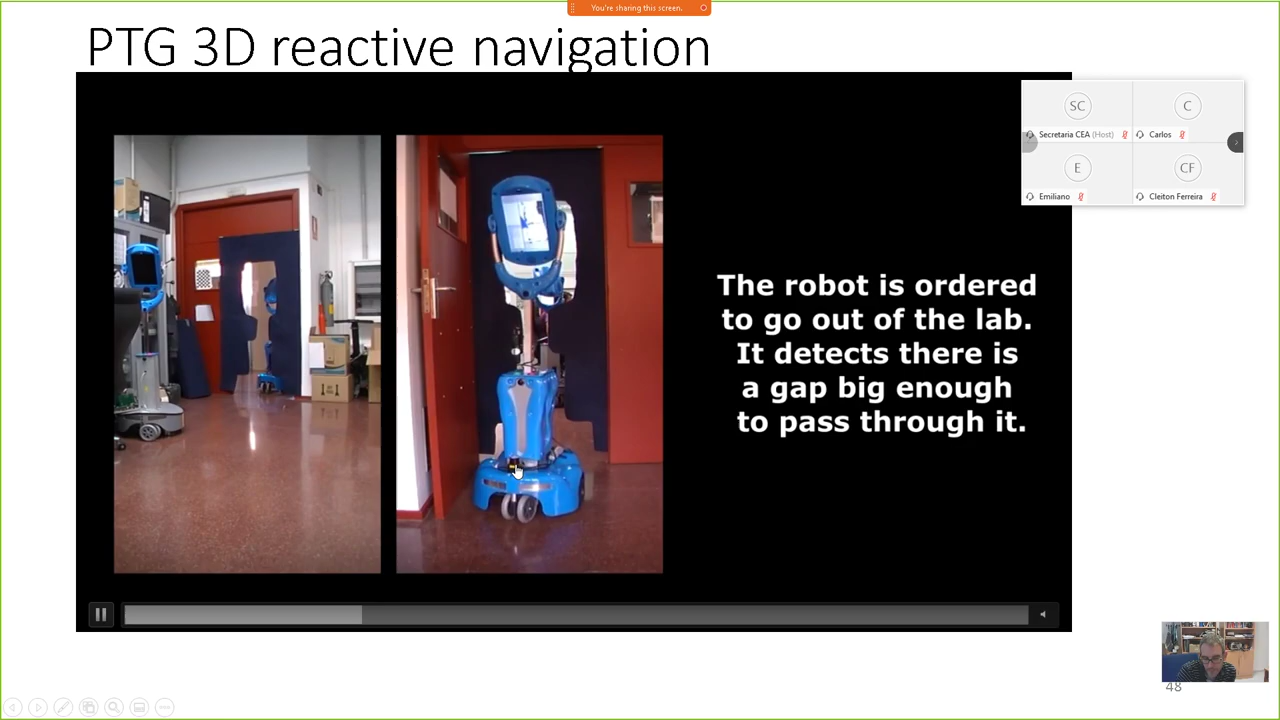 You're sharing this screen.
PTG 3D reactive navigation
SC
C
Secretaria CEA (Host)
Carlos
E
CF
Emiliano
Cleiton Ferreira
The robot is ordered
to go out of the lab.
It detects there is
a gap big enough
to pass through it.
48